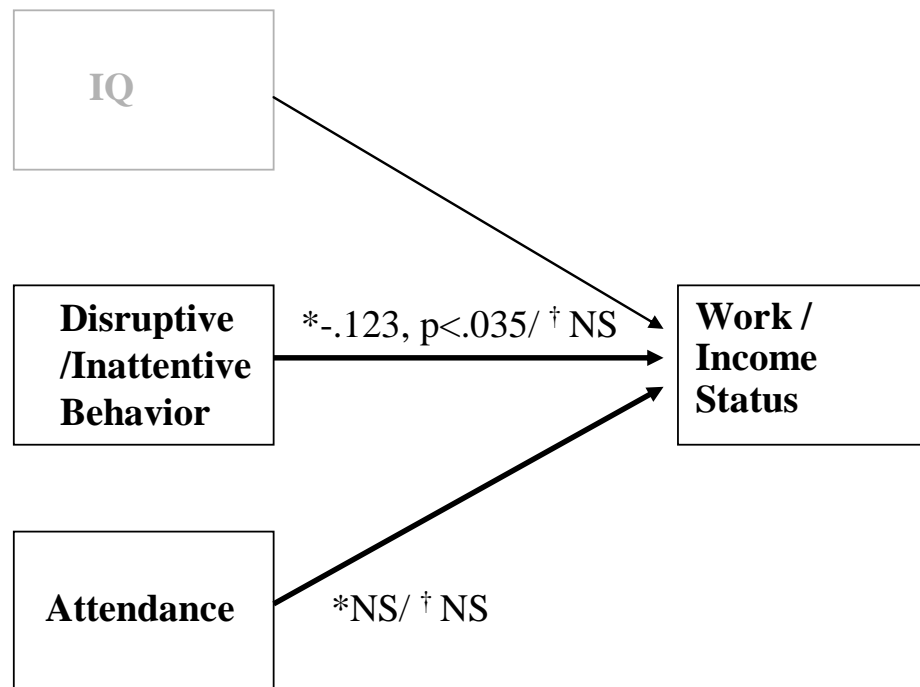 IQ
Disruptive
/Inattentive
Behavior
*-.123, p<.035/ † NS
Work /
Income
Status
Attendance
*NS/ † NS